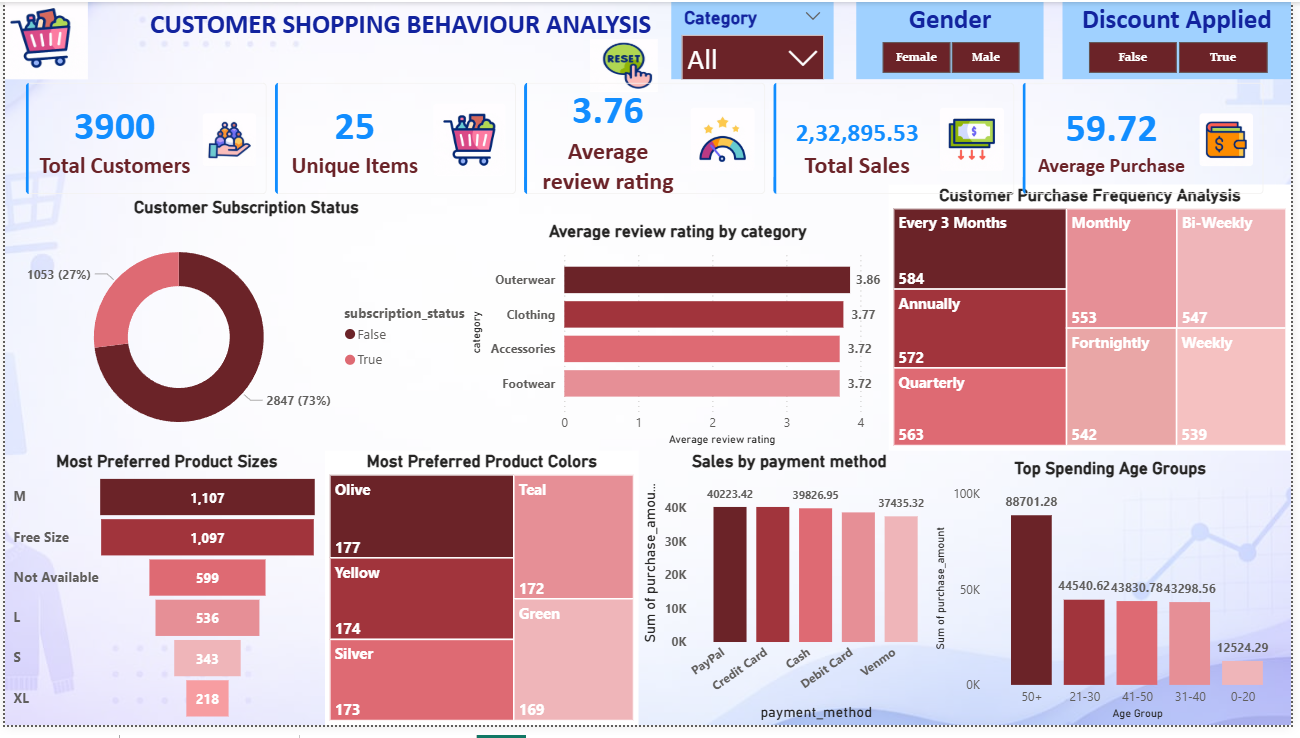 CUSTOMER SHOPPING BEHAVIOUR ANALYSIS
RESET
Category
All
Gender
Female
Male
Discount Applied
False
True
3900
Total Customers
25
Unique Items
3.76
Average
review rating
2,32,895.53
Total Sales
59.72
Average Purchase
Customer Subscription Status
1053 (27%)
2847 (73%)
subscription_status
False
True
Average review rating by category
category
Outerwear
3.86
Clothing
3.77
Accessories
3.72
Footwear
3.72
0 1 2 3 4
Average review rating
Customer Purchase Frequency Analysis
Every 3 Months
584
Annually
572
Quarterly
563
Monthly
553
Fortnightly
542
Bi-Weekly
547
Weekly
539
Most Preferred Product Sizes
M
1,107
Free Size
1,097
Not Available
599
L
536
S
343
XL
218
Most Preferred Product Colors
Olive
177
Yellow
174
Silver
173
Teal
172
Green
169
Sales by payment method
Sum of purchase_amou...
40K
30K
20K
10K
0K
40223.42
39826.95
37435.32
PayPal
Credit Card
Cash
Debit Card
Venmo
payment_method
Top Spending Age Groups
Sum of purchase_amount
100K
50K
0K
88701.28
44540.62
43830.78
43298.56
12524.29
50+
21-30
41-50
31-40
0-20
Age Group